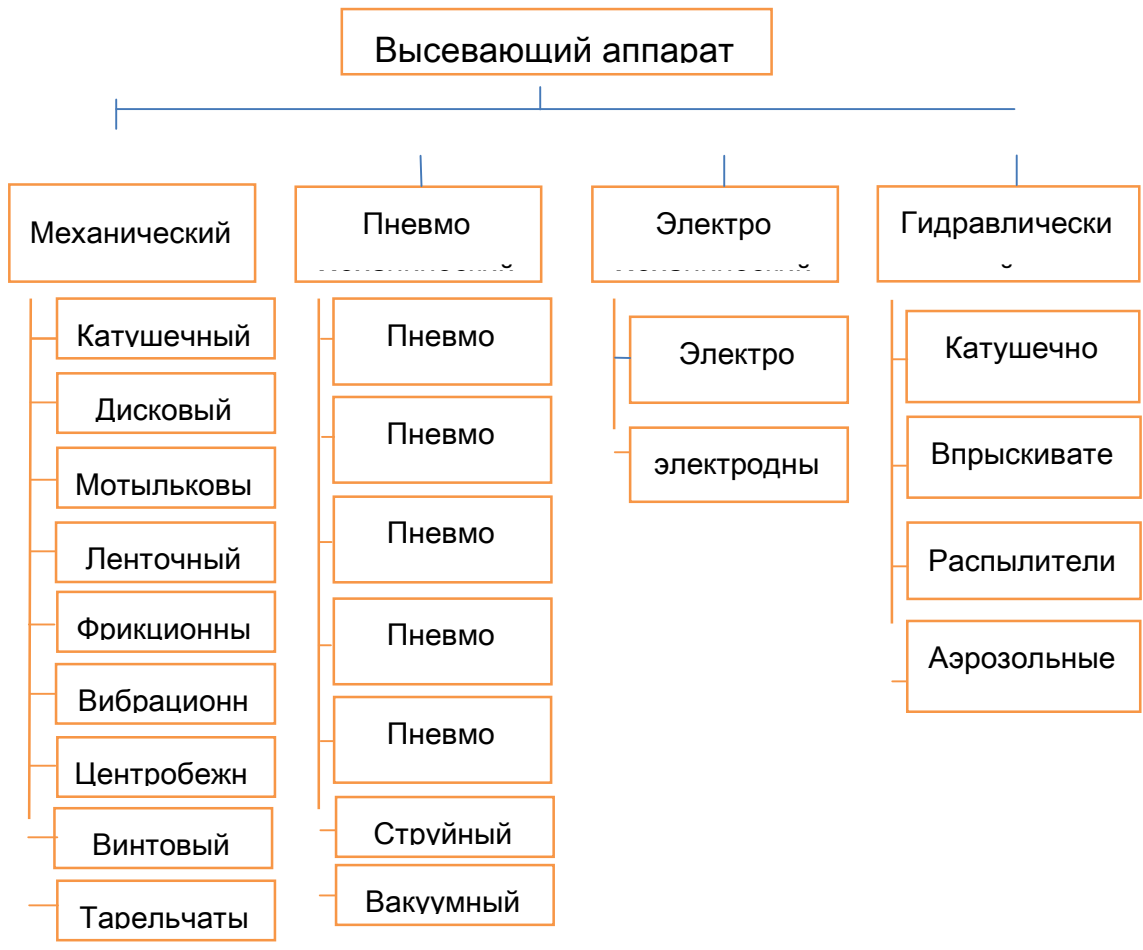 Высевающий аппарат
Механический
Катушечный
Дисковый
Мотыльковы
Ленточный
Фрикционны
Вибрационн
Центробежн
Винтовый
Тарельчаты
Пневмо
Пневмо
Пневмо
Пневмо
Пневмо
Пневмо
Струйный
Вакуумный
Электро
Электро
электродны
Гидравлически
Катушечно
Впрыскивате
Распылители
Аэрозольные